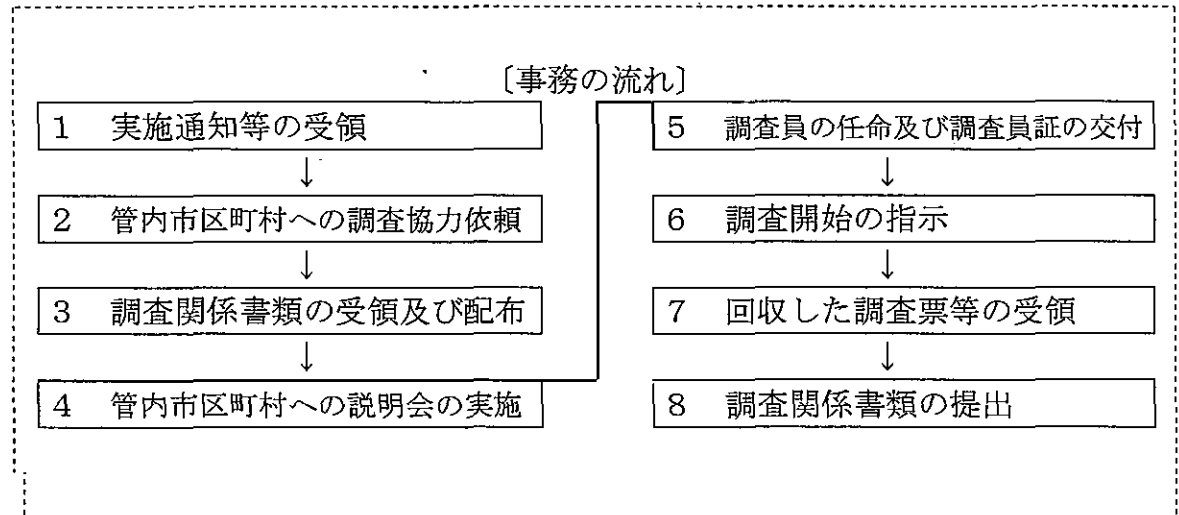 〔事務の流れ〕
1 実施通知等の受領
↓
2 管内市区町村への調査協力依頼
↓
3 調査関係書類の受領及び配布
↓
4 管内市区町村への説明会の実施
5 調査員の任命及び調査員証の交付
↓
6 調査開始の指示
↓
7 回収した調査票等の受領
↓
8 調査関係書類の提出